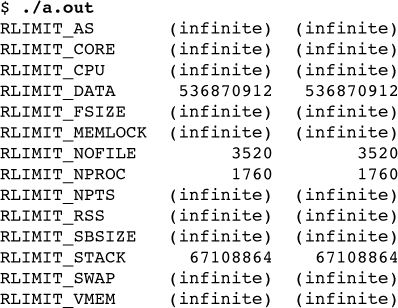 $ ./a.out
RLIMIT_AS (infinite) (infinite)
RLIMIT_CORE (infinite) (infinite)
RLIMIT_CPU (infinite) (infinite)
RLIMIT_DATA 536870912 536870912
RLIMIT_FSIZE (infinite) (infinite)
RLIMIT_MEMLOCK (infinite) (infinite)
RLIMIT_NOFILE 3520 3520
RLIMIT_NPROC 1760 1760
RLIMIT_NPTS (infinite) (infinite)
RLIMIT_RSS (infinite) (infinite)
RLIMIT_SBSIZE (infinite) (infinite)
RLIMIT_STACK 67108864 67108864
RLIMIT_SWAP (infinite) (infinite)
RLIMIT_VMEM (infinite) (infinite)